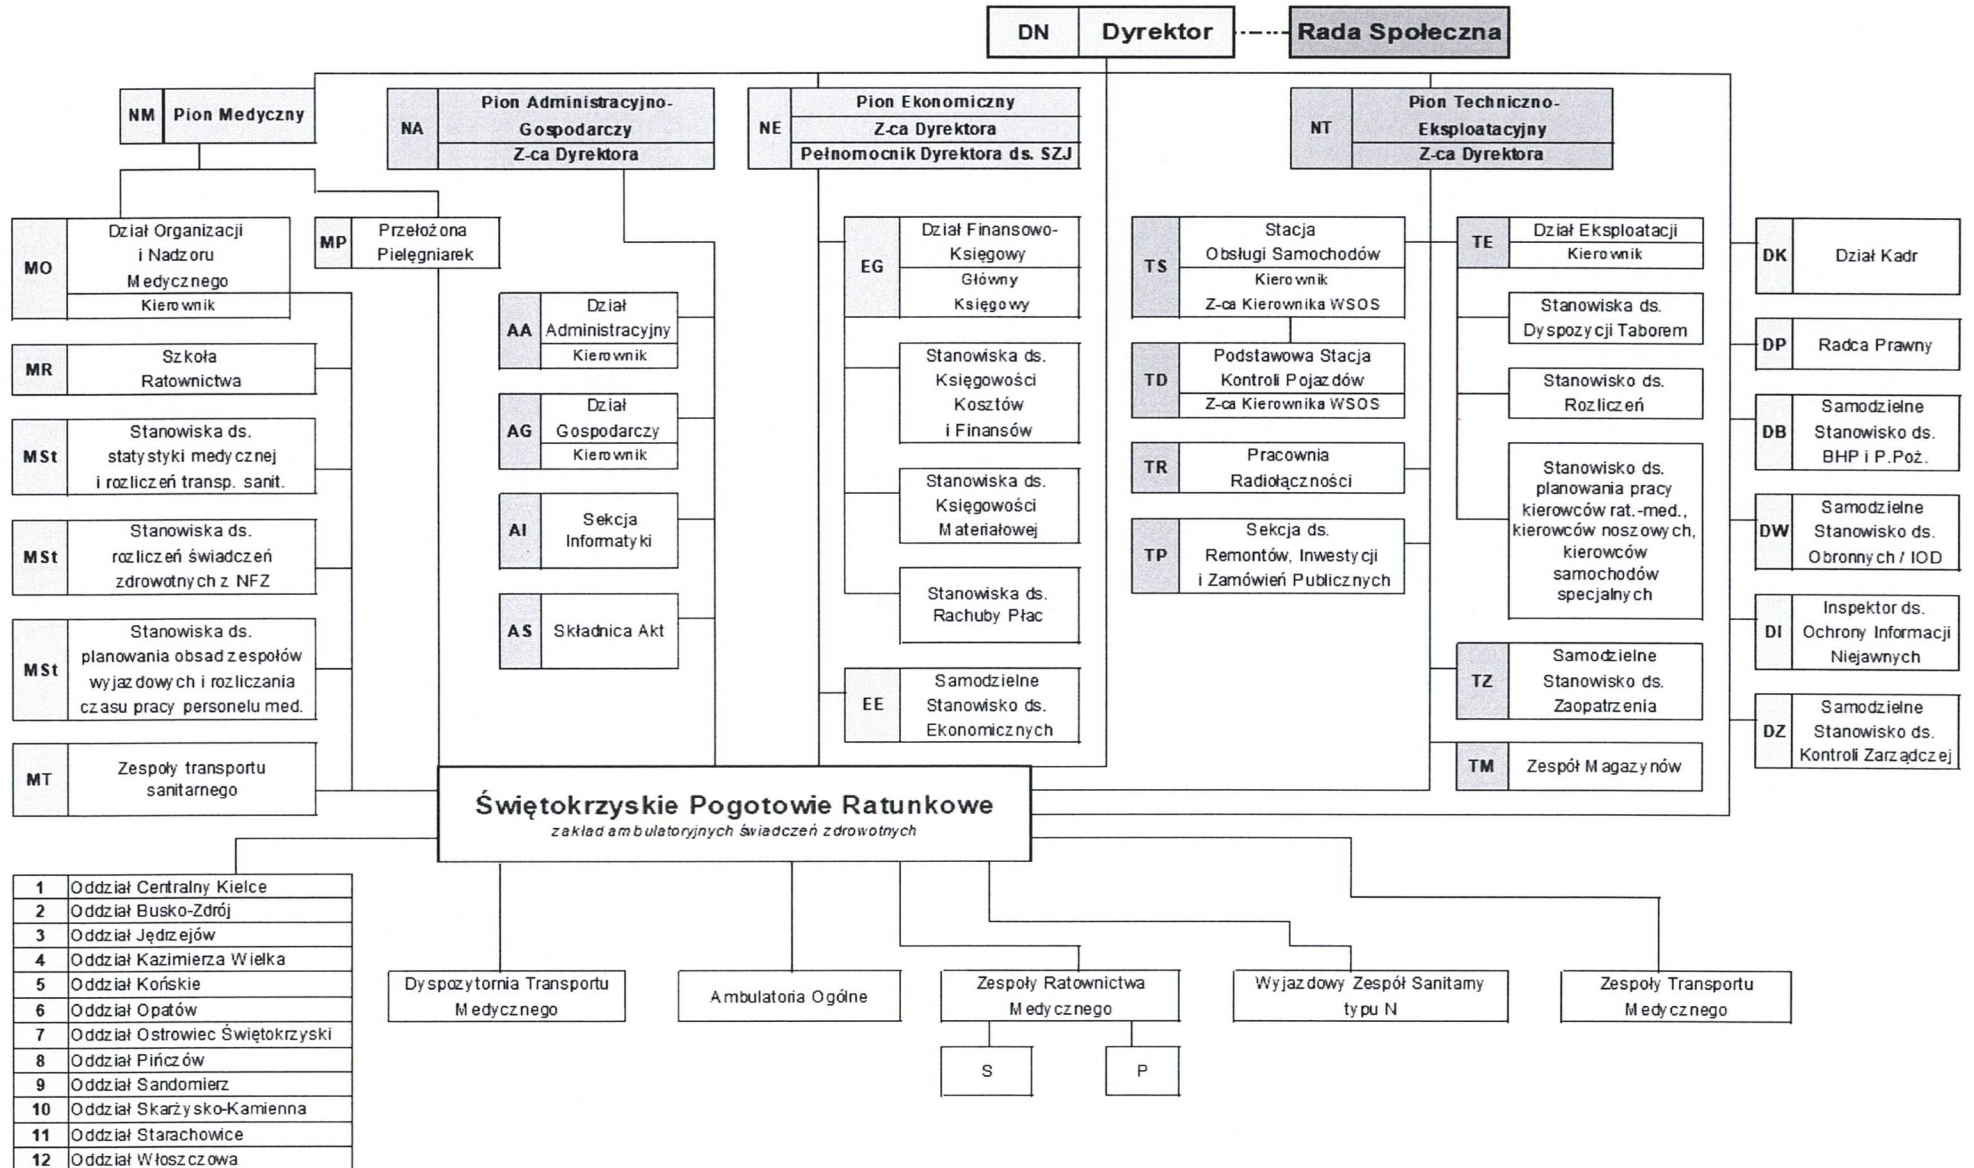 DN Dyrektor
Rada Społeczna
NM Pion Medyczny
NA
Pion Administracyjno-
Gospodarczy
Z-ca Dyrektora
NE
Pion Ekonomiczny
Z-ca Dyrektora
Pełnomocnik Dyrektora ds. SZJ
NT
Pion Techniczno-
Eksploatacyjny
Z-ca Dyrektora
MO
Dział Organizacji
i Nadzoru
Medycznego
Kierownik
MP
Przełożona
Pielęgniarek
MR
Szkoła
Ratownictwa
MSt
Stanowiska ds.
statystyki medycznej
i rozliczeń transp. sanit.
MSt
Stanowiska ds.
rozliczeń świadczeń
zdrowotnych z NFZ
MSt
Stanowiska ds.
planowania obsad zespołów
wyjazdowych i rozliczania
czasu pracy personelu med.
MT
Zespoły transportu
sanitarnego
AA
Dział
Administracyjny
Kierownik
AG
Dział
Gospodarczy
Kierownik
AI
Sekcja
Informatyki
AS
Składnica Akt
EG
Dział Finansowo-
Księgowy
Główny
Księgowy
Stanowiska ds.
Księgowości
Kosztów
i Finansów
Stanowiska ds.
Księgowości
Materiałowej
Stanowiska ds.
Rachuby Płac
EE
Samodzielne
Stanowisko ds.
Ekonomicznych
TS
Stacja
Obsługi Samochodów
Kierownik
Z-ca Kierownika WSOS
TD
Podstawowa Stacja
Kontroli Pojazdów
Z-ca Kierownika WSOS
TR
Pracownia
Radiołączności
TP
Sekcja ds.
Remontów, Inwestycji
i Zamówień Publicznych
TE
Dział Eksploatacji
Kierownik
Stanowiska ds.
Dyspozycji Taborem
Stanowisko ds.
Rozliczeń
Stanowisko ds.
planowania pracy
kierowców rat.-med.,
kierowców noszowych,
kierowców
samochodów
specjalnych
TZ
Samodzielne
Stanowisko ds.
Zaopatrzenia
TM
Zespół Magazynów
DK
Dział Kadr
DP
Radca Prawny
DB
Samodzielne
Stanowisko ds.
BHP i P.Poż.
DW
Samodzielne
Stanowisko ds.
Obronnych / IOD
DI
Inspektor ds.
Ochrony Informacji
Niejawnych
DZ
Samodzielne
Stanowisko ds.
Kontroli Zarządczej
Świętokrzyskie Pogotowie Ratunkowe
zakład ambulatoryjnych świadczeń zdrowotnych
1 Oddział Centralny Kielce
2 Oddział Busko-Zdrój
3 Oddział Jędrzejów
4 Oddział Kazimierza Wielka
5 Oddział Końskie
6 Oddział Opatów
7 Oddział Ostrowiec Świętokrzyski
8 Oddział Pińczów
9 Oddział Sandomierz
10 Oddział Skarżysko-Kamienna
11 Oddział Starachowice
12 Oddział Włoszczowa
Dyspozytornia Transportu
Medycznego
Ambulatoria Ogólne
Zespoły Ratownictwa
Medycznego
S
P
Wyjazdowy Zespół Sanitarny
typu N
Zespoły Transportu
Medycznego